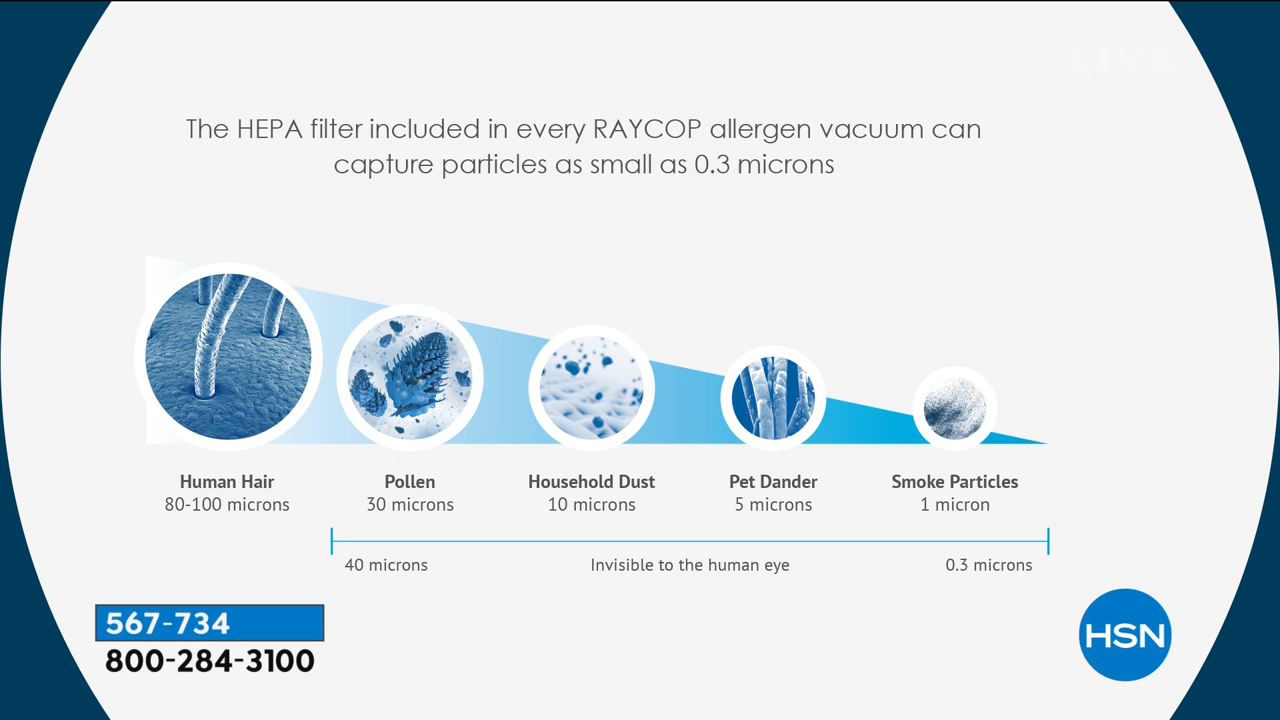 LIVE
The HEPA filter included in every RAYCOP allergen vacuum can
capture particles as small as 0.3 microns
Human Hair
80-100 microns
Pollen
30 microns
Household Dust
10 microns
Pet Dander
5 microns
Smoke Particles
1 micron
40 microns
Invisible to the human eye
0.3 microns
567-734
800-284-3100
HSN